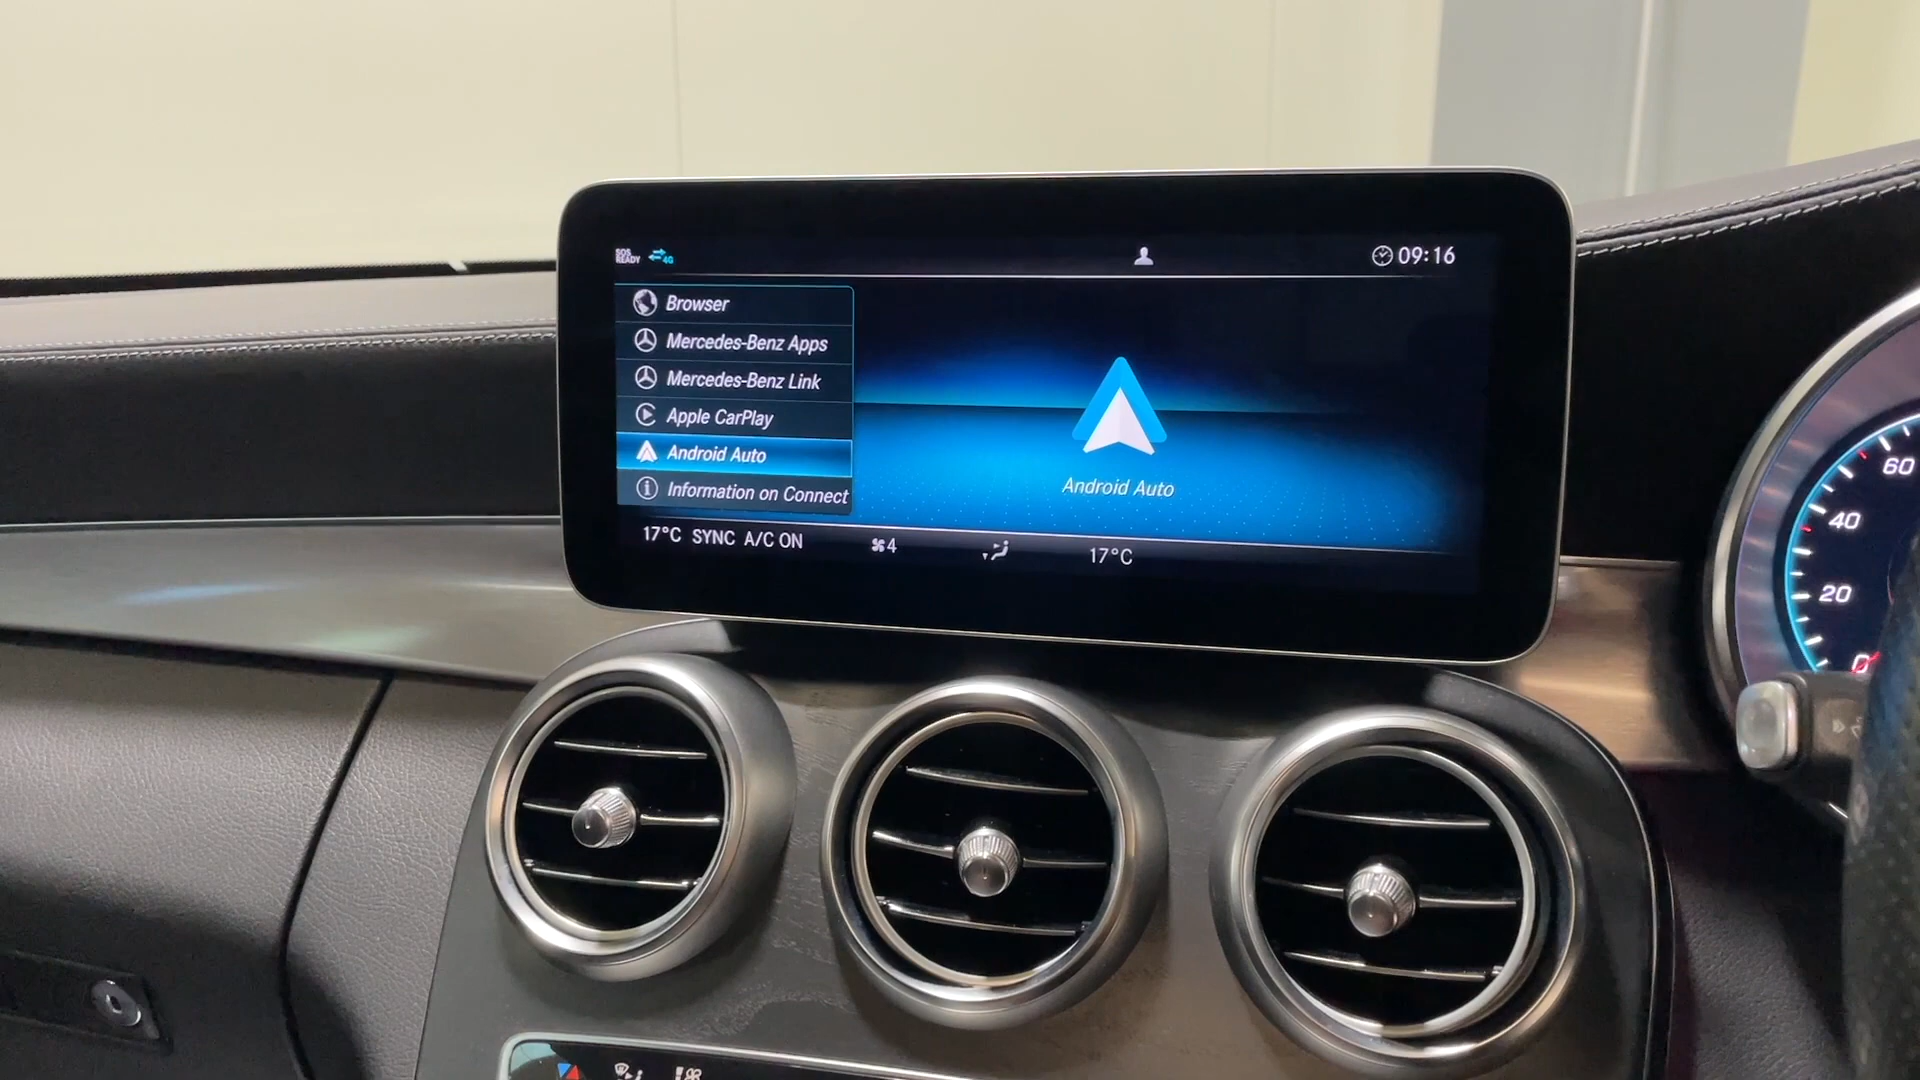 SOS READY 4G 09:16
Browser
Mercedes-Benz Apps
Mercedes-Benz Link
Apple CarPlay
Android Auto
Information on Connect
Android Auto
17°C SYNC A/C ON 4 17°C
60
40
20
0